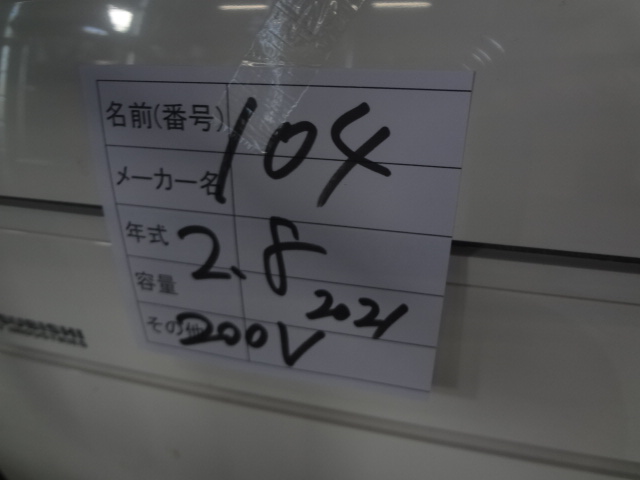 名前(番号)
104
メーカー名
年式
2.8
容量
2021
その他
200V